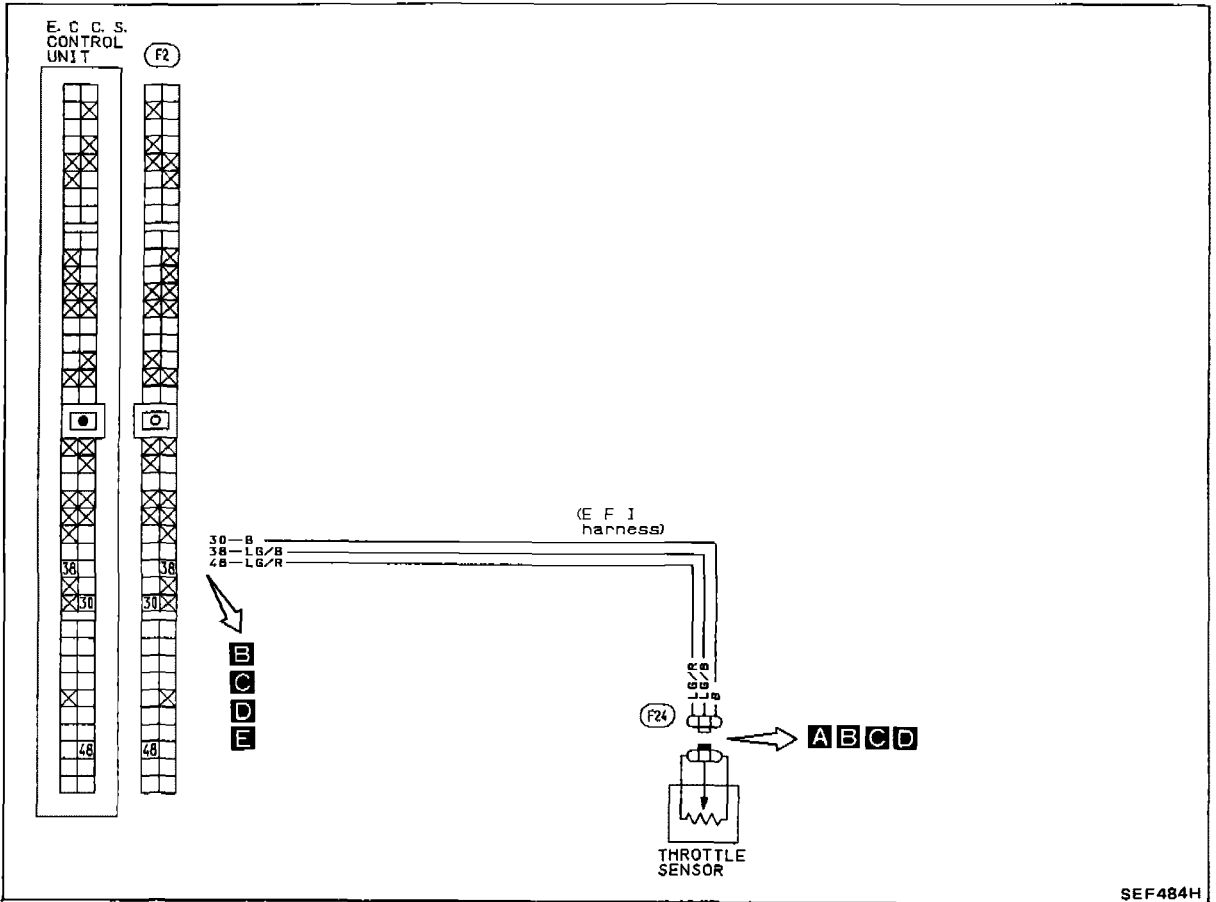 E. C C. S.
CONTROL
UNIT
F2
(E F I
harness)
30—B
38—LG/B
48—LG/R
38
38
30
30
B
C
D
E
LG/R
LG/B
B
F24
A B C D
48
48
THROTTLE
SENSOR
SEF484H